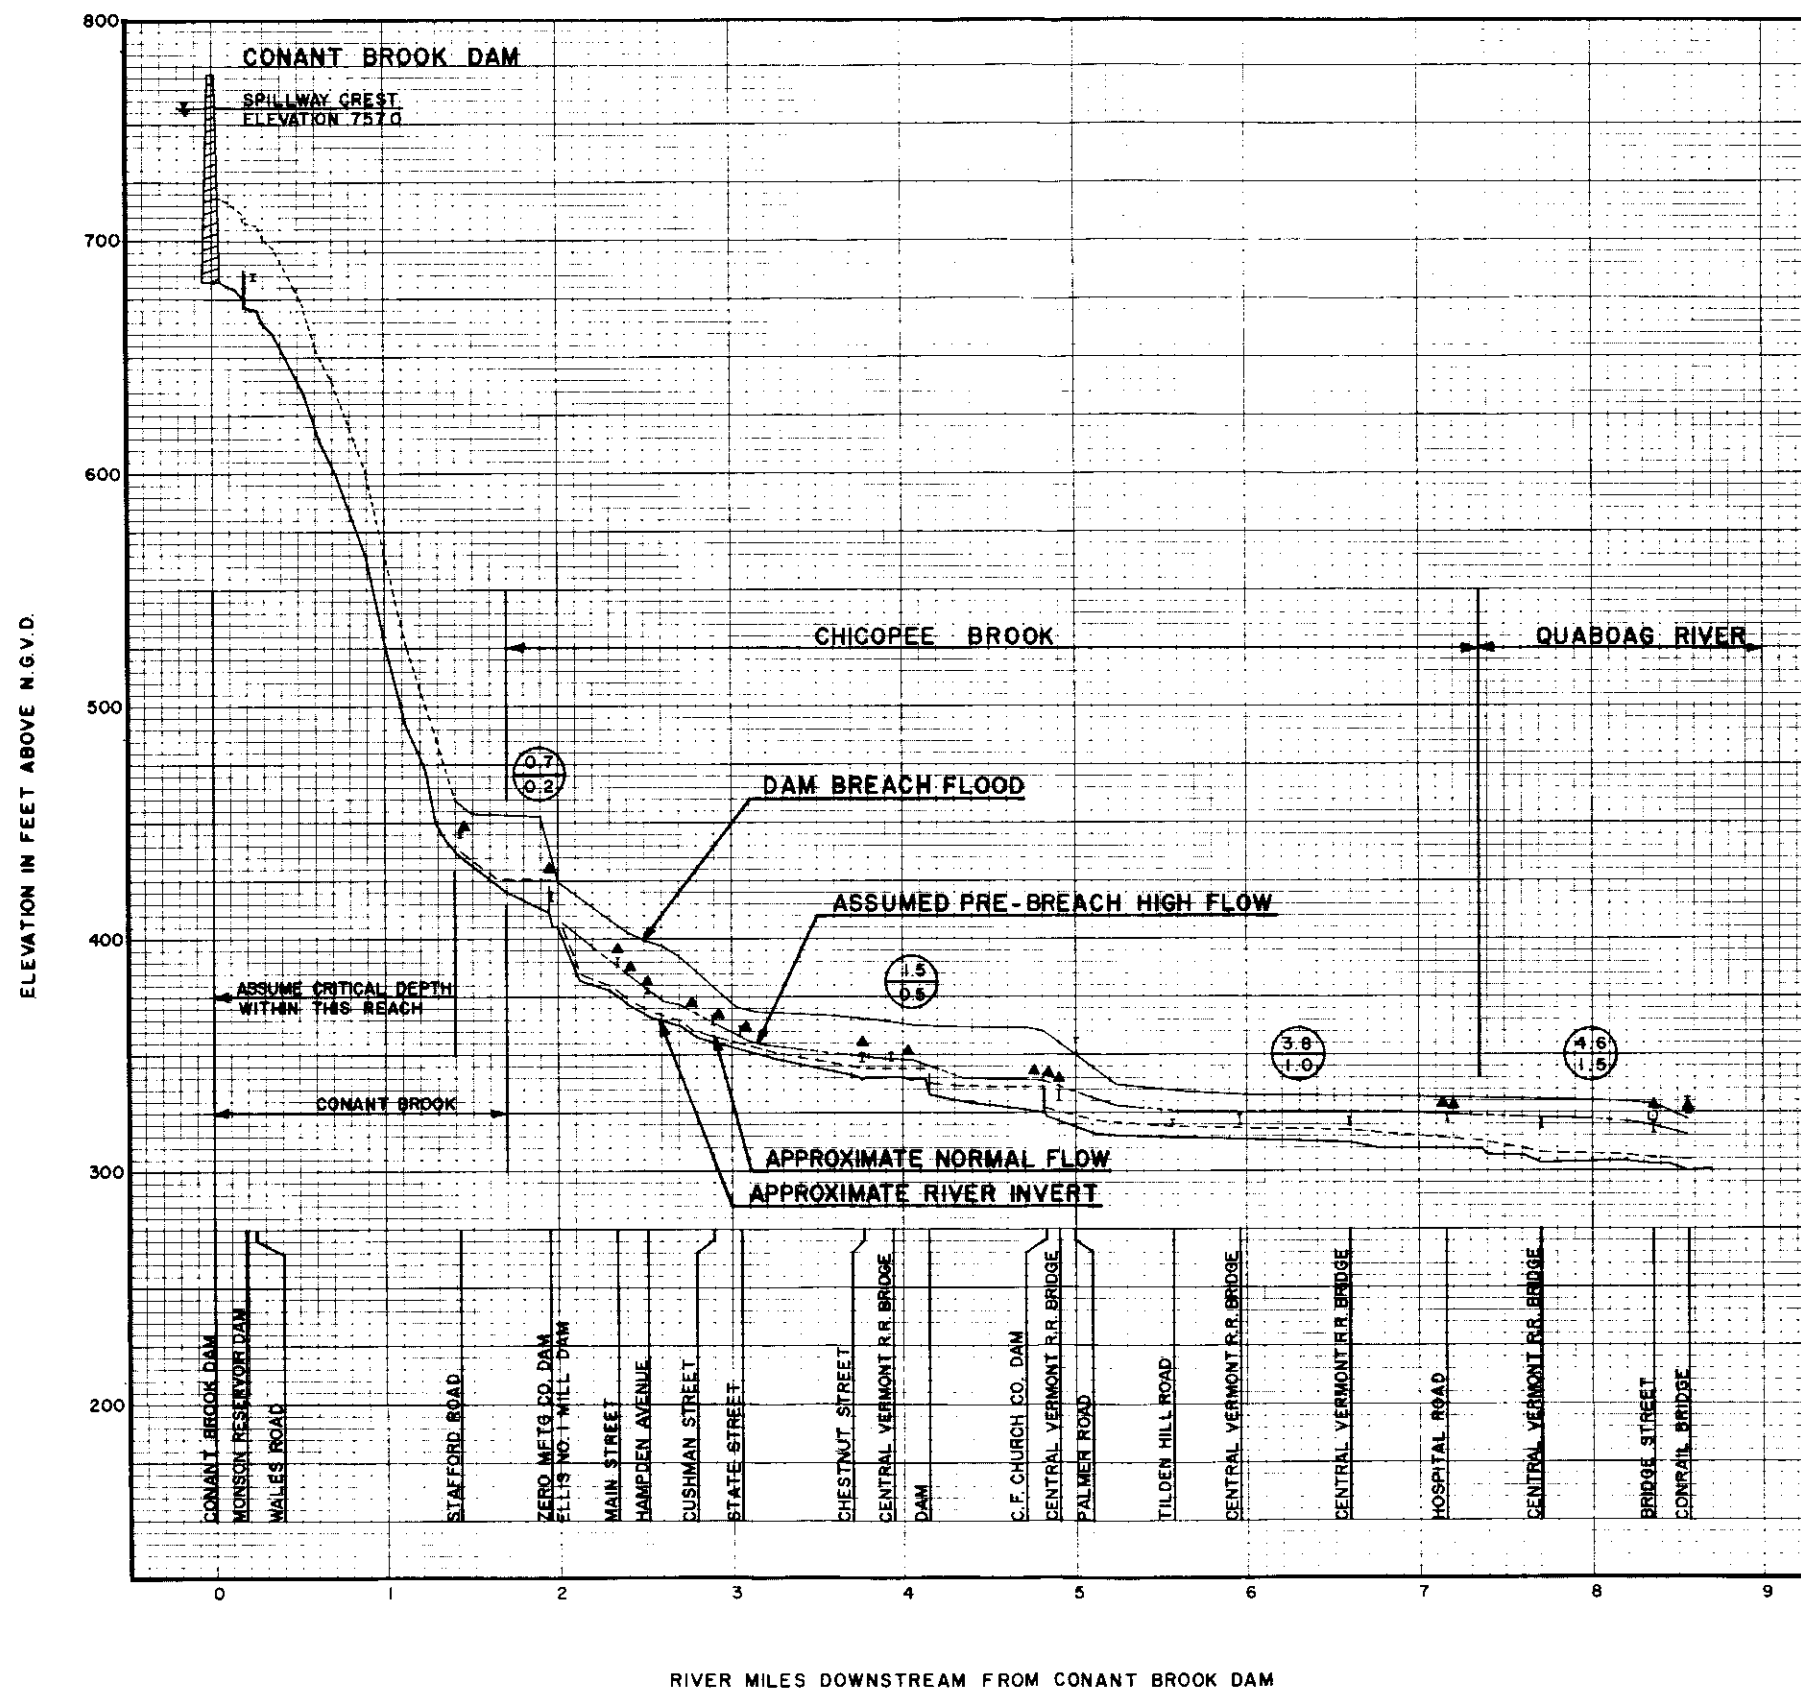 800
CONANT BROOK DAM
SPILLWAY CREST
ELEVATION 757.0
700
600
ELEVATION IN FEET ABOVE N.G.V.D.
CHICOPEE BROOK
QUABOAG RIVER
500
0.7
0.2
DAM BREACH FLOOD
ASSUMED PRE-BREACH HIGH FLOW
400
1.5
0.5
ASSUME CRITICAL DEPTH
WITHIN THIS REACH
3.8
1.0
4.6
1.5
CONANT BROOK
APPROXIMATE NORMAL FLOW
300
APPROXIMATE RIVER INVERT
200
CONANT BROOK DAM
MONSON RESERVOIR DAM
WALES ROAD
STAFFORD ROAD
ZERO MFTG CO. DAM
ELLIS NO. 1 MILL DAM
MAIN STREET
HAMPDEN AVENUE
CUSHMAN STREET
STATE STREET
CHESTNUT STREET
CENTRAL VERMONT R.R. BRIDGE
DAM
C.F. CHURCH CO. DAM
CENTRAL VERMONT R.R. BRIDGE
PALMER ROAD
TILDEN HILL ROAD
CENTRAL VERMONT R.R. BRIDGE
CENTRAL VERMONT R.R. BRIDGE
HOSPITAL ROAD
CENTRAL VERMONT R.R. BRIDGE
BRIDGE STREET
CONRAIL BRIDGE
0 1 2 3 4 5 6 7 8 9
RIVER MILES DOWNSTREAM FROM CONANT BROOK DAM